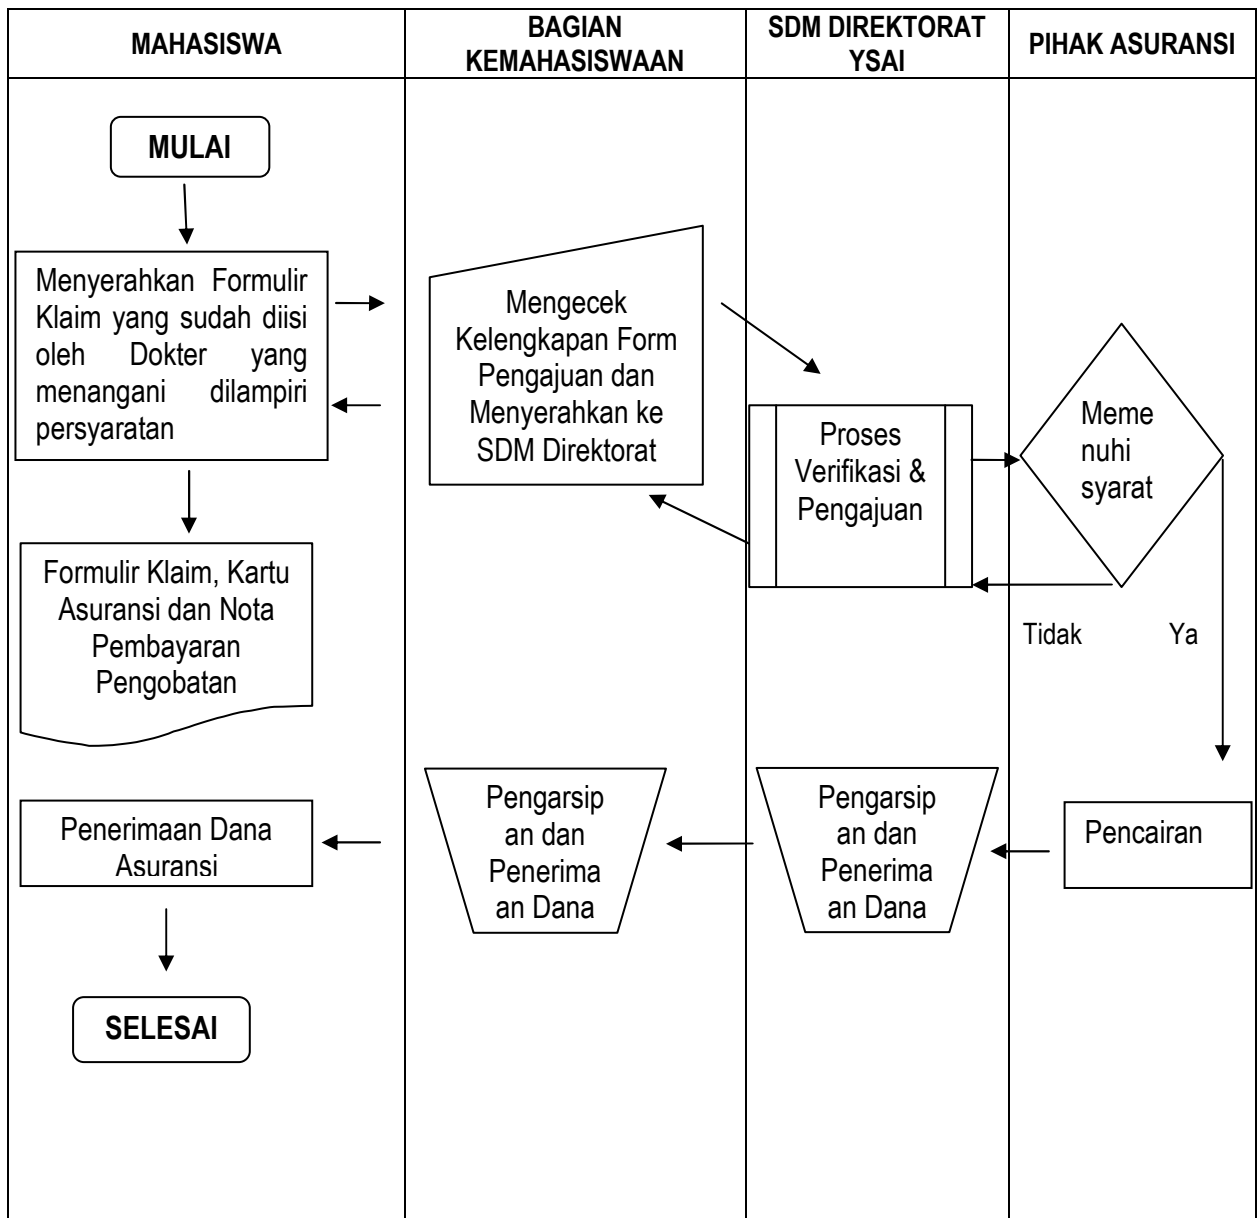 MAHASISWA
BAGIAN
KEMAHASISWAAN
SDM DIREKTORAT
YSAI
PIHAK ASURANSI
MULAI
Menyerahkan Formulir
Klaim yang sudah diisi
oleh Dokter yang
menangani dilampiri
persyaratan
Mengecek
Kelengkapan Form
Pengajuan dan
Menyerahkan ke
SDM Direktorat
Proses
Verifikasi &
Pengajuan
Meme
nuhi
syarat
Formulir Klaim, Kartu
Asuransi dan Nota
Pembayaran
Pengobatan
Tidak
Ya
Penerimaan Dana
Asuransi
Pengarsip
an dan
Penerima
an Dana
Pengarsip
an dan
Penerima
an Dana
Pencairan
SELESAI